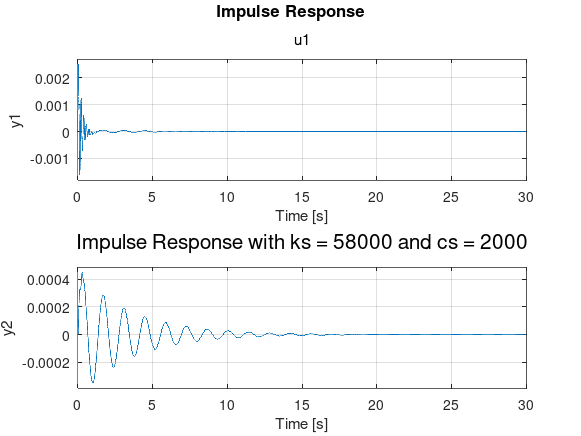 Impulse Response
u1
0.002
0.001
0
-0.001
y1
0 5 10 15 20 25 30
Time [s]
Impulse Response with ks = 58000 and cs = 2000
0.0004
0.0002
0
-0.0002
y2
0 5 10 15 20 25 30
Time [s]